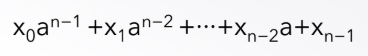 x₀aⁿ⁻¹ +x₁aⁿ⁻² +⋯+xₙ₋₂a+xₙ₋₁